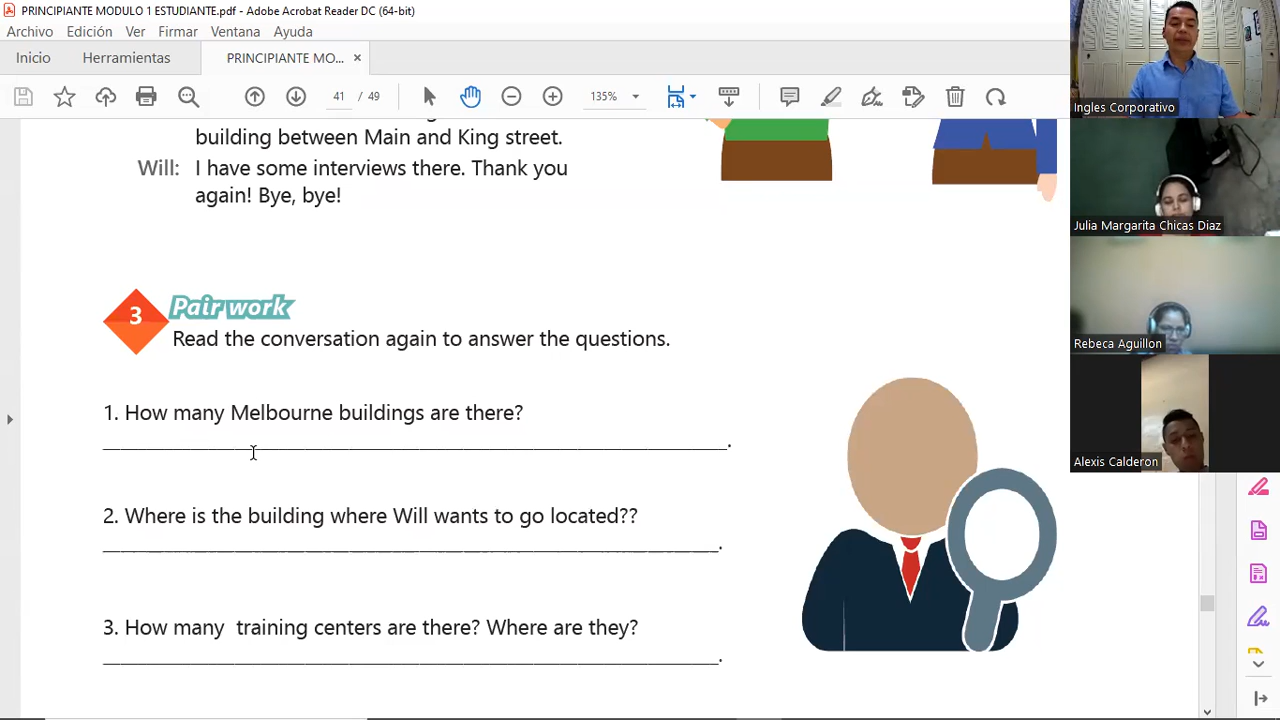 PRINCIPIANTE MODULO 1 ESTUDIANTE.pdf - Adobe Acrobat Reader DC (64-bit)
Archivo Edición Ver Firmar Ventana Ayuda
Inicio Herramientas PRINCIPIANTE MO... ×
41 / 49 135%
building between Main and King street.
Will: I have some interviews there. Thank you
again! Bye, bye!
3 Pair work
Read the conversation again to answer the questions.
1. How many Melbourne buildings are there?
2. Where is the building where Will wants to go located??
3. How many training centers are there? Where are they?
Ingles Corporativo
Julia Margarita Chicas Diaz
Rebeca Aguillon
Alexis Calderon